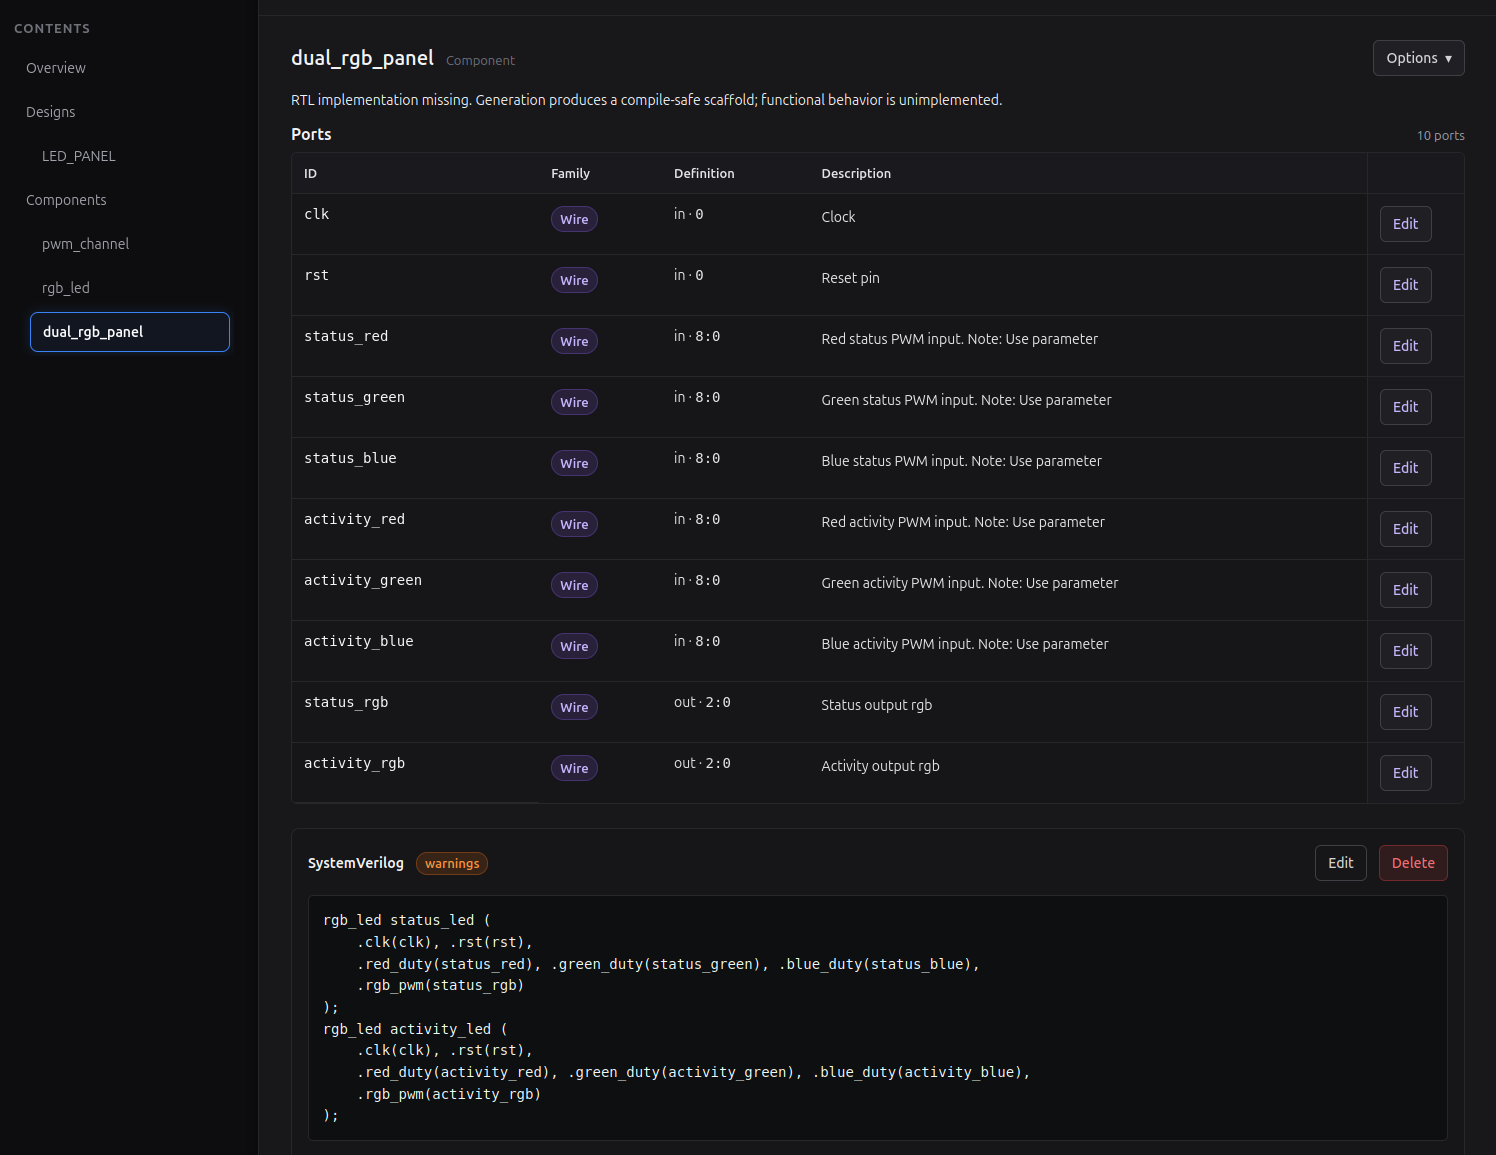 CONTENTS
Overview
Designs
LED_PANEL
Components
pwm_channel
rgb_led
dual_rgb_panel
dual_rgb_panel Component
Options ▾
RTL implementation missing. Generation produces a compile-safe scaffold; functional behavior is unimplemented.
Ports 10 ports
ID Family Definition Description
clk Wire in · 0 Clock Edit
rst Wire in · 0 Reset pin Edit
status_red Wire in · 8:0 Red status PWM input. Note: Use parameter Edit
status_green Wire in · 8:0 Green status PWM input. Note: Use parameter Edit
status_blue Wire in · 8:0 Blue status PWM input. Note: Use parameter Edit
activity_red Wire in · 8:0 Red activity PWM input. Note: Use parameter Edit
activity_green Wire in · 8:0 Green activity PWM input. Note: Use parameter Edit
activity_blue Wire in · 8:0 Blue activity PWM input. Note: Use parameter Edit
status_rgb Wire out · 2:0 Status output rgb Edit
activity_rgb Wire out · 2:0 Activity output rgb Edit
SystemVerilog warnings Edit Delete
rgb_led status_led (
    .clk(clk), .rst(rst),
    .red_duty(status_red), .green_duty(status_green), .blue_duty(status_blue),
    .rgb_pwm(status_rgb)
);
rgb_led activity_led (
    .clk(clk), .rst(rst),
    .red_duty(activity_red), .green_duty(activity_green), .blue_duty(activity_blue),
    .rgb_pwm(activity_rgb)
);